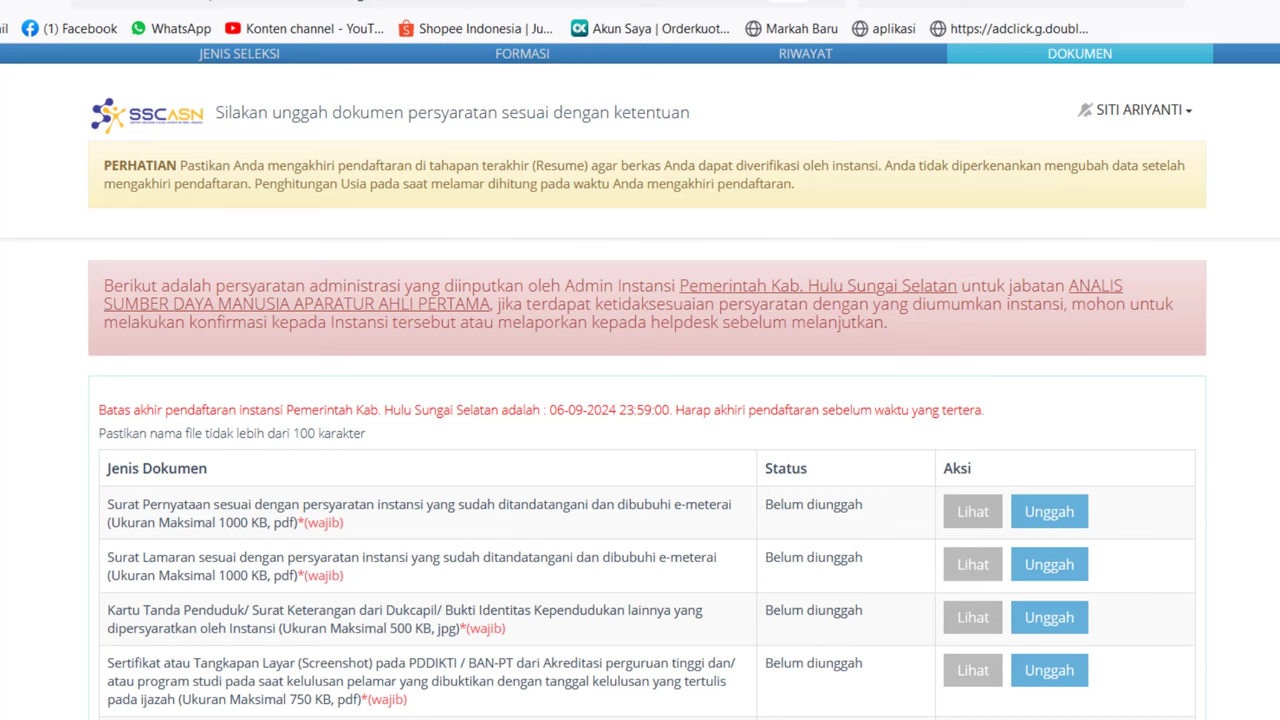 (1) Facebook WhatsApp Konten channel - YouT... Shopee Indonesia | Ju... Akun Saya | Orderkuot... Markah Baru aplikasi https://adclick.g.doubl...
JENIS SELEKSI FORMASI RIWAYAT DOKUMEN
SSCASN Silakan unggah dokumen persyaratan sesuai dengan ketentuan SITI ARIYANTI
PERHATIAN Pastikan Anda mengakhiri pendaftaran di tahapan terakhir (Resume) agar berkas Anda dapat diverifikasi oleh instansi. Anda tidak diperkenankan mengubah data setelah
mengakhiri pendaftaran. Penghitungan Usia pada saat melamar dihitung pada waktu Anda mengakhiri pendaftaran.
Berikut adalah persyaratan administrasi yang diinputkan oleh Admin Instansi Pemerintah Kab. Hulu Sungai Selatan untuk jabatan ANALIS
SUMBER DAYA MANUSIA APARATUR AHLI PERTAMA, jika terdapat ketidaksesuaian persyaratan dengan yang diumumkan instansi, mohon untuk
melakukan konfirmasi kepada Instansi tersebut atau melaporkan kepada helpdesk sebelum melanjutkan.
Batas akhir pendaftaran instansi Pemerintah Kab. Hulu Sungai Selatan adalah : 06-09-2024 23:59:00. Harap akhiri pendaftaran sebelum waktu yang tertera.
Pastikan nama file tidak lebih dari 100 karakter
Jenis Dokumen Status Aksi
Surat Pernyataan sesuai dengan persyaratan instansi yang sudah ditandatangani dan dibubuhi e-meterai
(Ukuran Maksimal 1000 KB, pdf)*(wajib)
Belum diunggah Lihat Unggah
Surat Lamaran sesuai dengan persyaratan instansi yang sudah ditandatangani dan dibubuhi e-meterai
(Ukuran Maksimal 1000 KB, pdf)*(wajib)
Belum diunggah Lihat Unggah
Kartu Tanda Penduduk/ Surat Keterangan dari Dukcapil/ Bukti Identitas Kependudukan lainnya yang
dipersyaratkan oleh Instansi (Ukuran Maksimal 500 KB, jpg)*(wajib)
Belum diunggah Lihat Unggah
Sertifikat atau Tangkapan Layar (Screenshot) pada PDDIKTI / BAN-PT dari Akreditasi perguruan tinggi dan/
atau program studi pada saat kelulusan pelamar yang dibuktikan dengan tanggal kelulusan yang tertulis
pada ijazah (Ukuran Maksimal 750 KB, pdf)*(wajib)
Belum diunggah Lihat Unggah